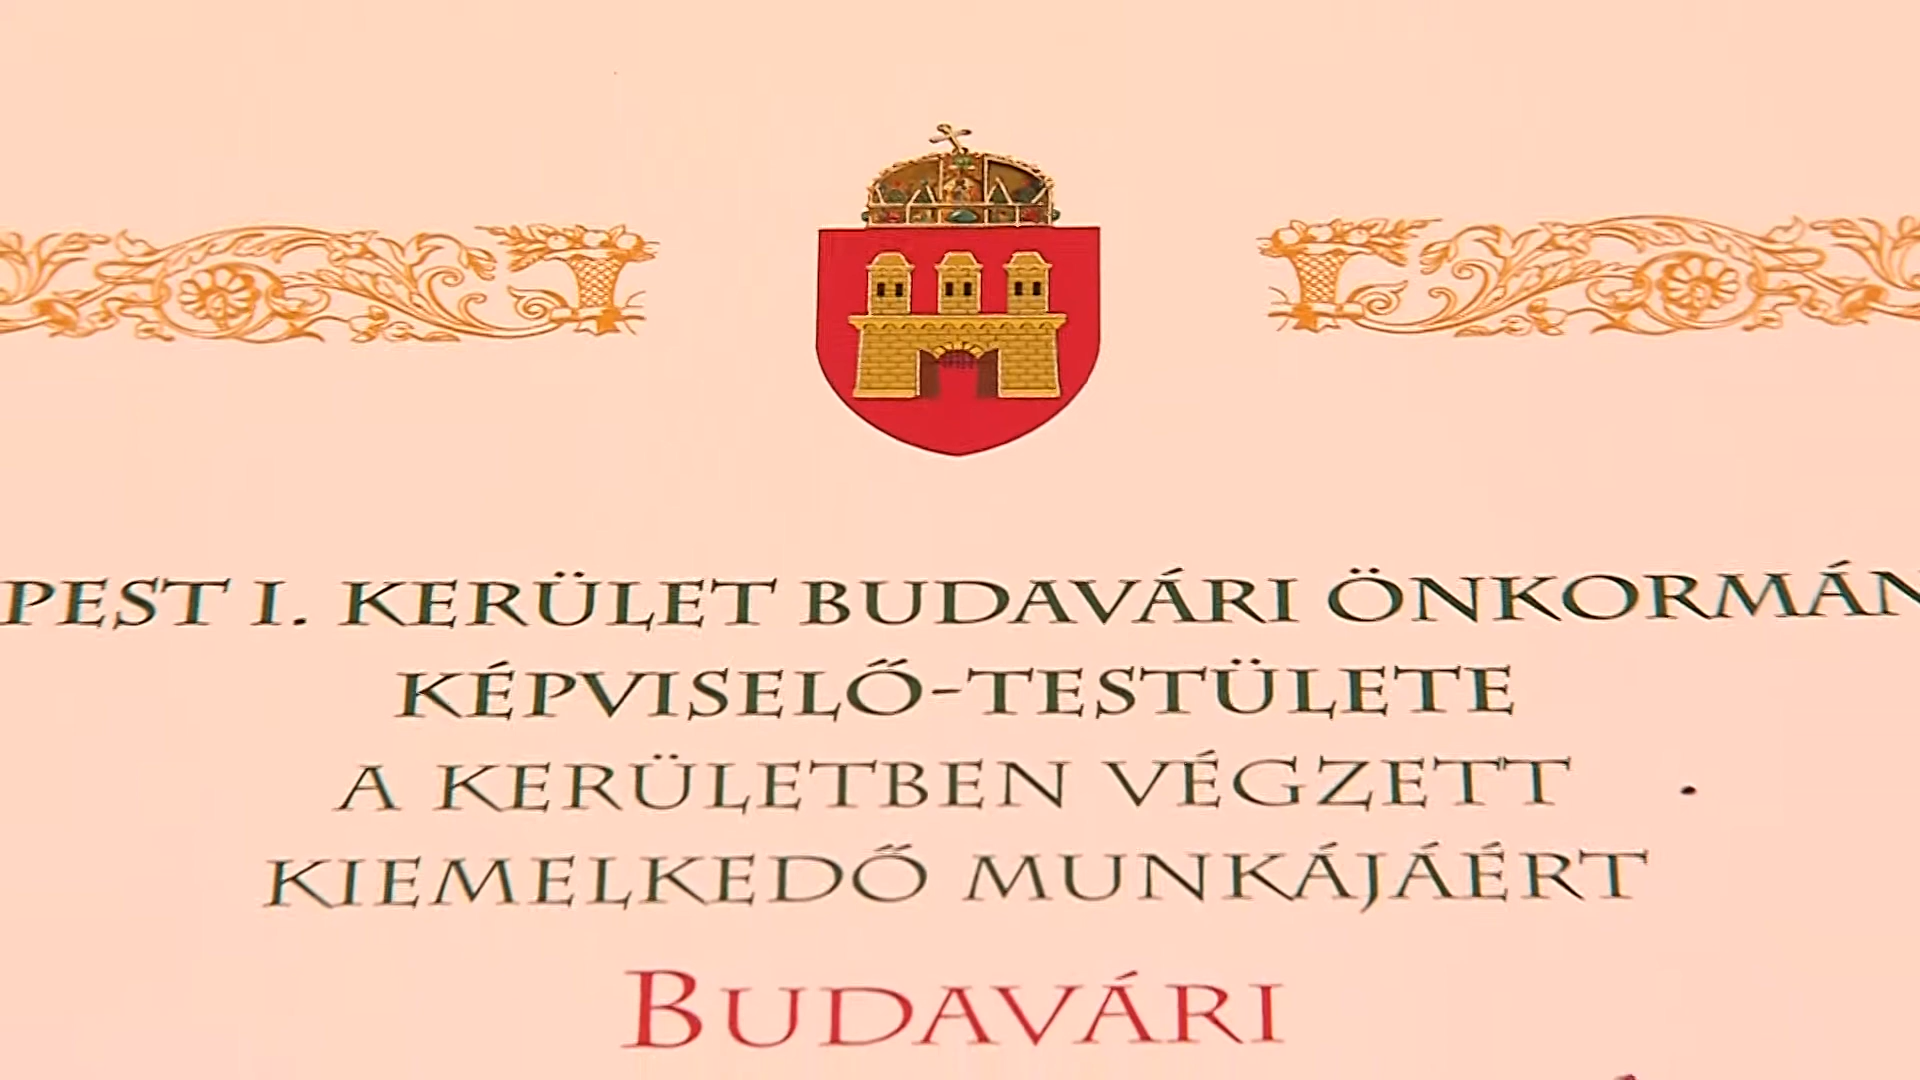 PEST I. KERÜLET BUDAVÁRI ÖNKORMÁN
KÉPVISELŐ-TESTÜLETE
A KERÜLETBEN VÉGZETT
KIEMELKEDŐ MUNKÁJÁÉRT
BUDAVÁRI